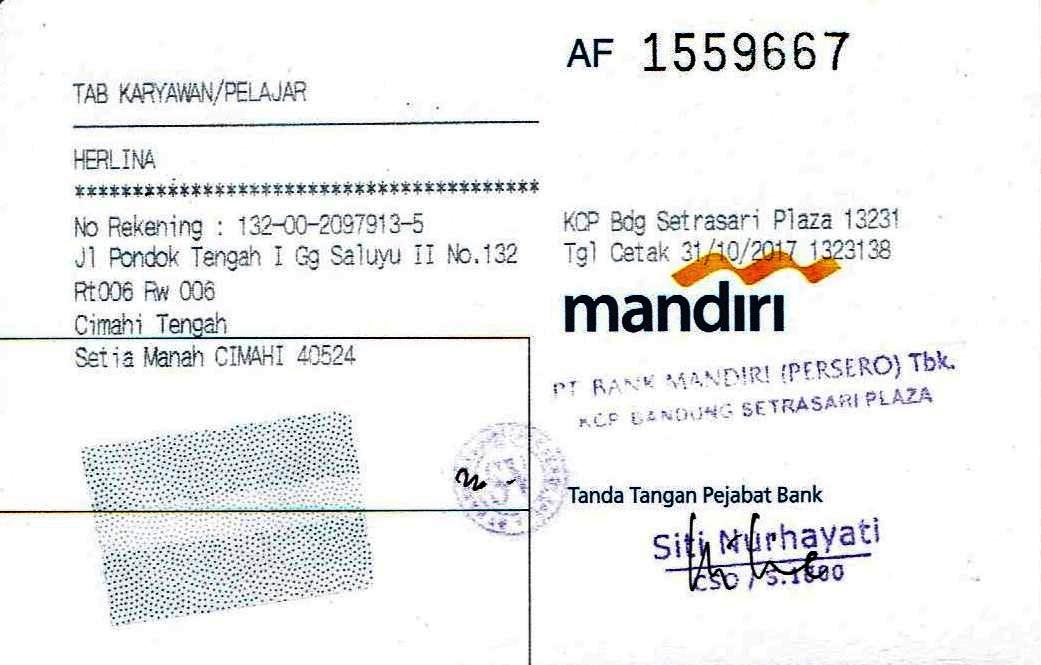 AF 1559667
TAB KARYAWAN/PELAJAR
HERLINA
****************************************
No Rekening : 132-00-2097913-5
Jl Pondok Tengah I Gg Saluyu II No.132
Rt006 Rw 006
Cimahi Tengah
Setia Manah CIMAHI 40524
KCP Bdg Setrasari Plaza 13231
Tgl Cetak 31/10/2017 1323138
mandiri
PT BANK MANDIRI (PERSERO) Tbk.
KCP BANDUNG SETRASARI PLAZA
Tanda Tangan Pejabat Bank
Siti Nurhayati
CSO / S.1800